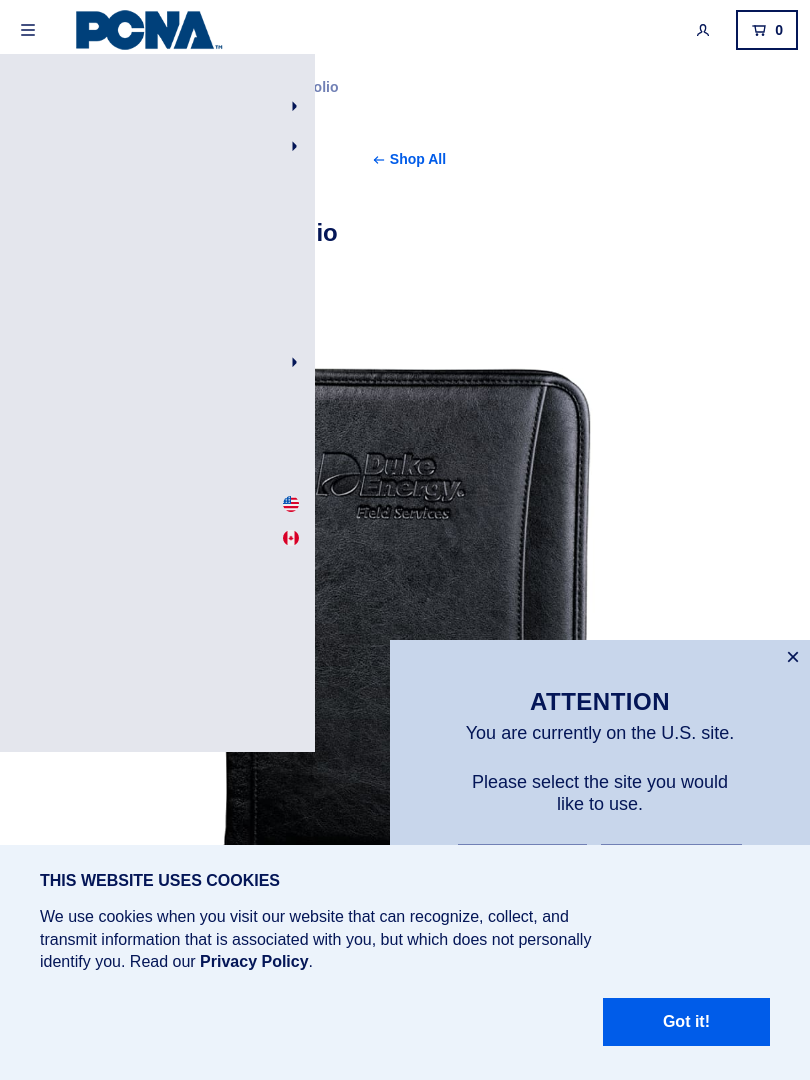 PCNA™
0
olio
← Shop All
io
Duke
Energy®
Field Services
ATTENTION
You are currently on the U.S. site.
Please select the site you would
like to use.
THIS WEBSITE USES COOKIES
We use cookies when you visit our website that can recognize, collect, and
transmit information that is associated with you, but which does not personally
identify you. Read our Privacy Policy.
Got it!